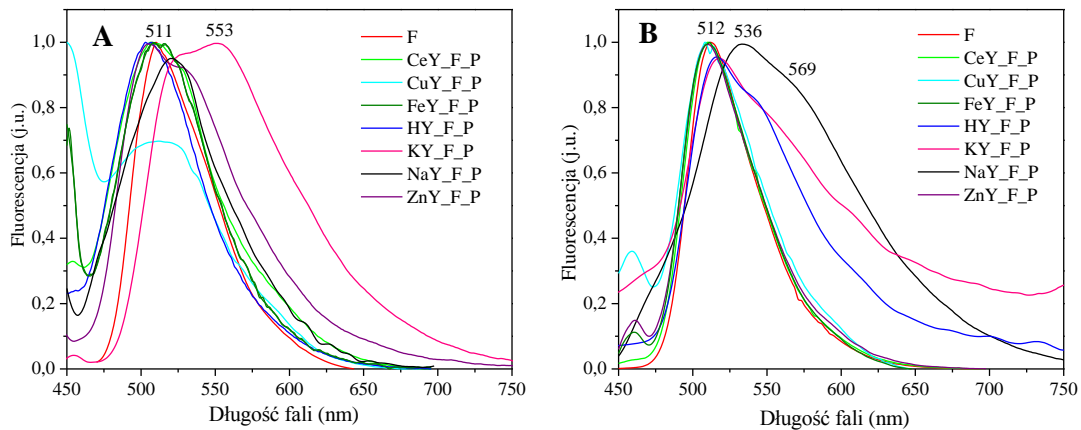 A
511
553
F
CeY_F_P
CuY_F_P
FeY_F_P
HY_F_P
KY_F_P
NaY_F_P
ZnY_F_P
Fluorescencja (j.u.)
1,0
0,8
0,6
0,4
0,2
0,0
450 500 550 600 650 700 750
Długość fali (nm)
B
512
536
569
F
CeY_F_P
CuY_F_P
FeY_F_P
HY_F_P
KY_F_P
NaY_F_P
ZnY_F_P
Fluorescencja (j.u.)
1,0
0,8
0,6
0,4
0,2
0,0
450 500 550 600 650 700 750
Długość fali (nm)